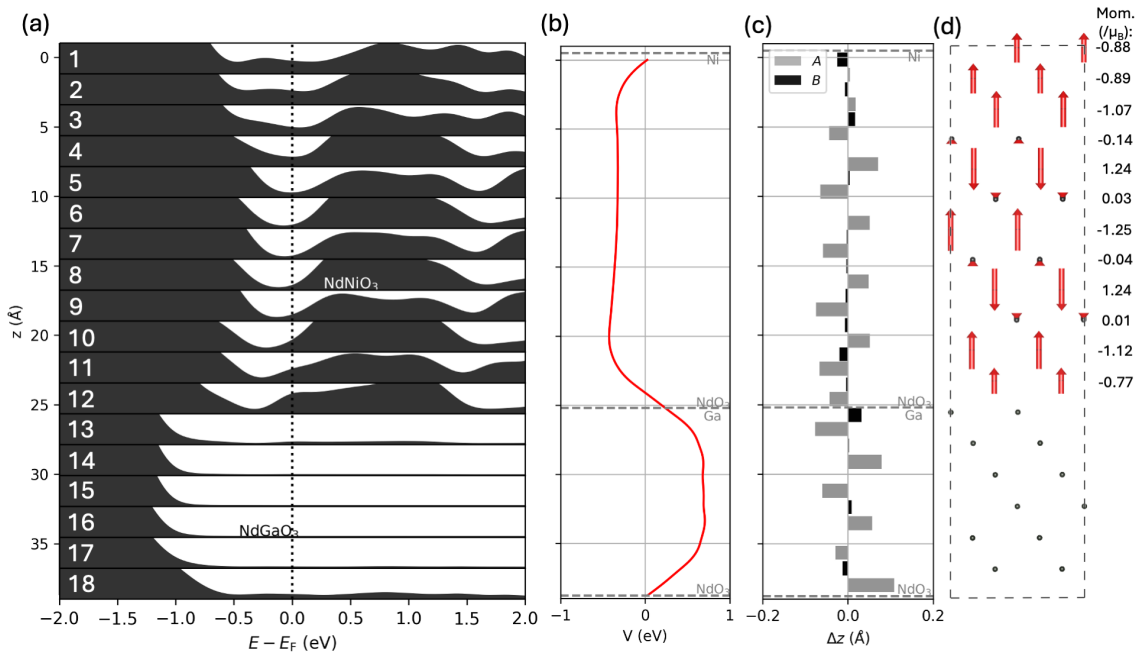 (a)
(b)
(c)
(d)
Mom.
(/μB):
1
2
3
4
5
6
7
8
9
10
11
12
13
14
15
16
17
18
NdNiO₃
NdGaO₃
0
5
10
15
20
25
30
35
z (Å)
−2.0
−1.5
−1.0
−0.5
0.0
0.5
1.0
1.5
2.0
E − EF (eV)
Ni
NdO₃
Ga
NdO₃
−1
0
1
V (eV)
A
B
Ni
NdO₃
Ga
NdO₃
−0.2
0.0
0.2
Δz (Å)
-0.88
-0.89
-1.07
-0.14
1.24
0.03
-1.25
-0.04
1.24
0.01
-1.12
-0.77